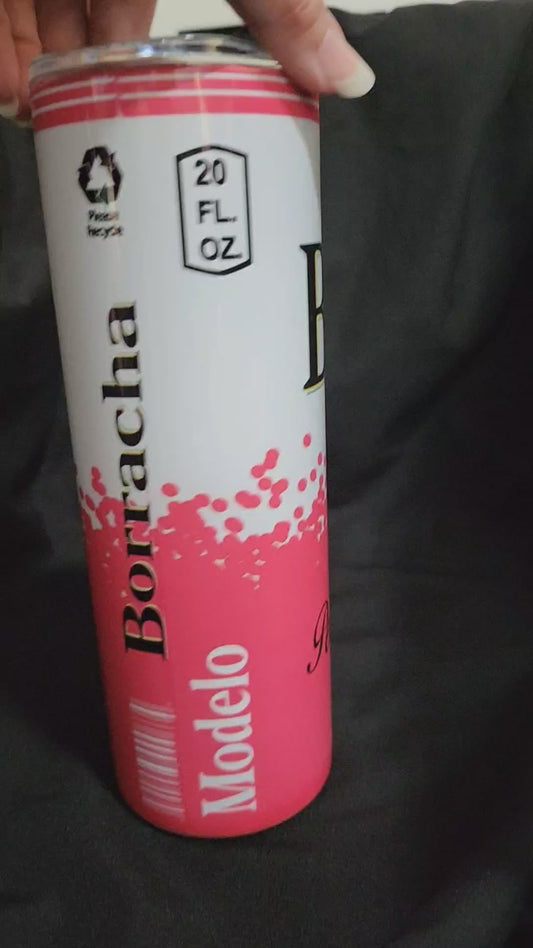 Please
Recycle
20
FL.
OZ
Borracha
Modelo